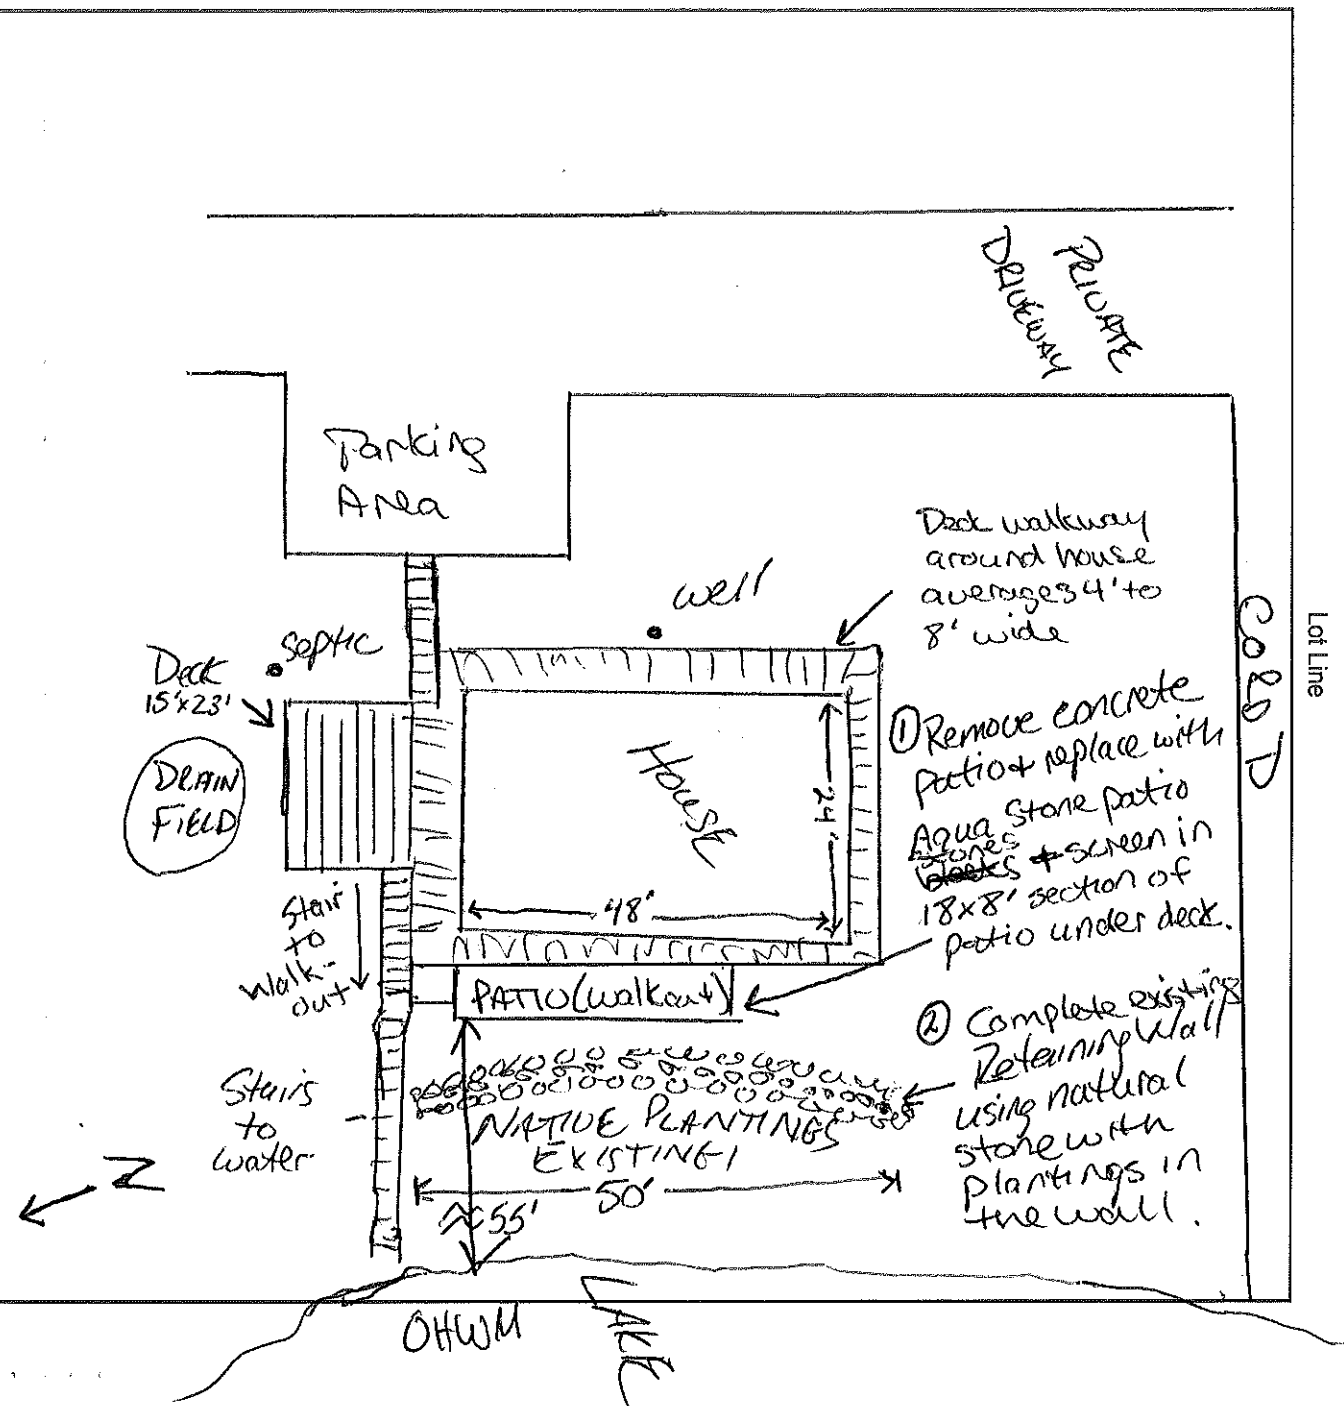 PRIVATE
DRIVEWAY
Parking
Area
Deck walkway
around house
averages 4' to
8' wide
well
septic
Deck
15'x23'
DRAIN
FIELD
House
24'
48'
Lot Line
Co Rd D
① Remove concrete
patio & replace with
Aqua Stone patio
stones
blocks & screen in
18x8' section of
patio under deck.
Stair
to
walk-
out
PATIO (walkout)
② Complete existing
Retaining Wall
using natural
stone with
plantings in
the wall.
NATIVE PLANTINGS
EXISTING
50'
≈55'
Stairs
to
water
N
OHWM
LAKE